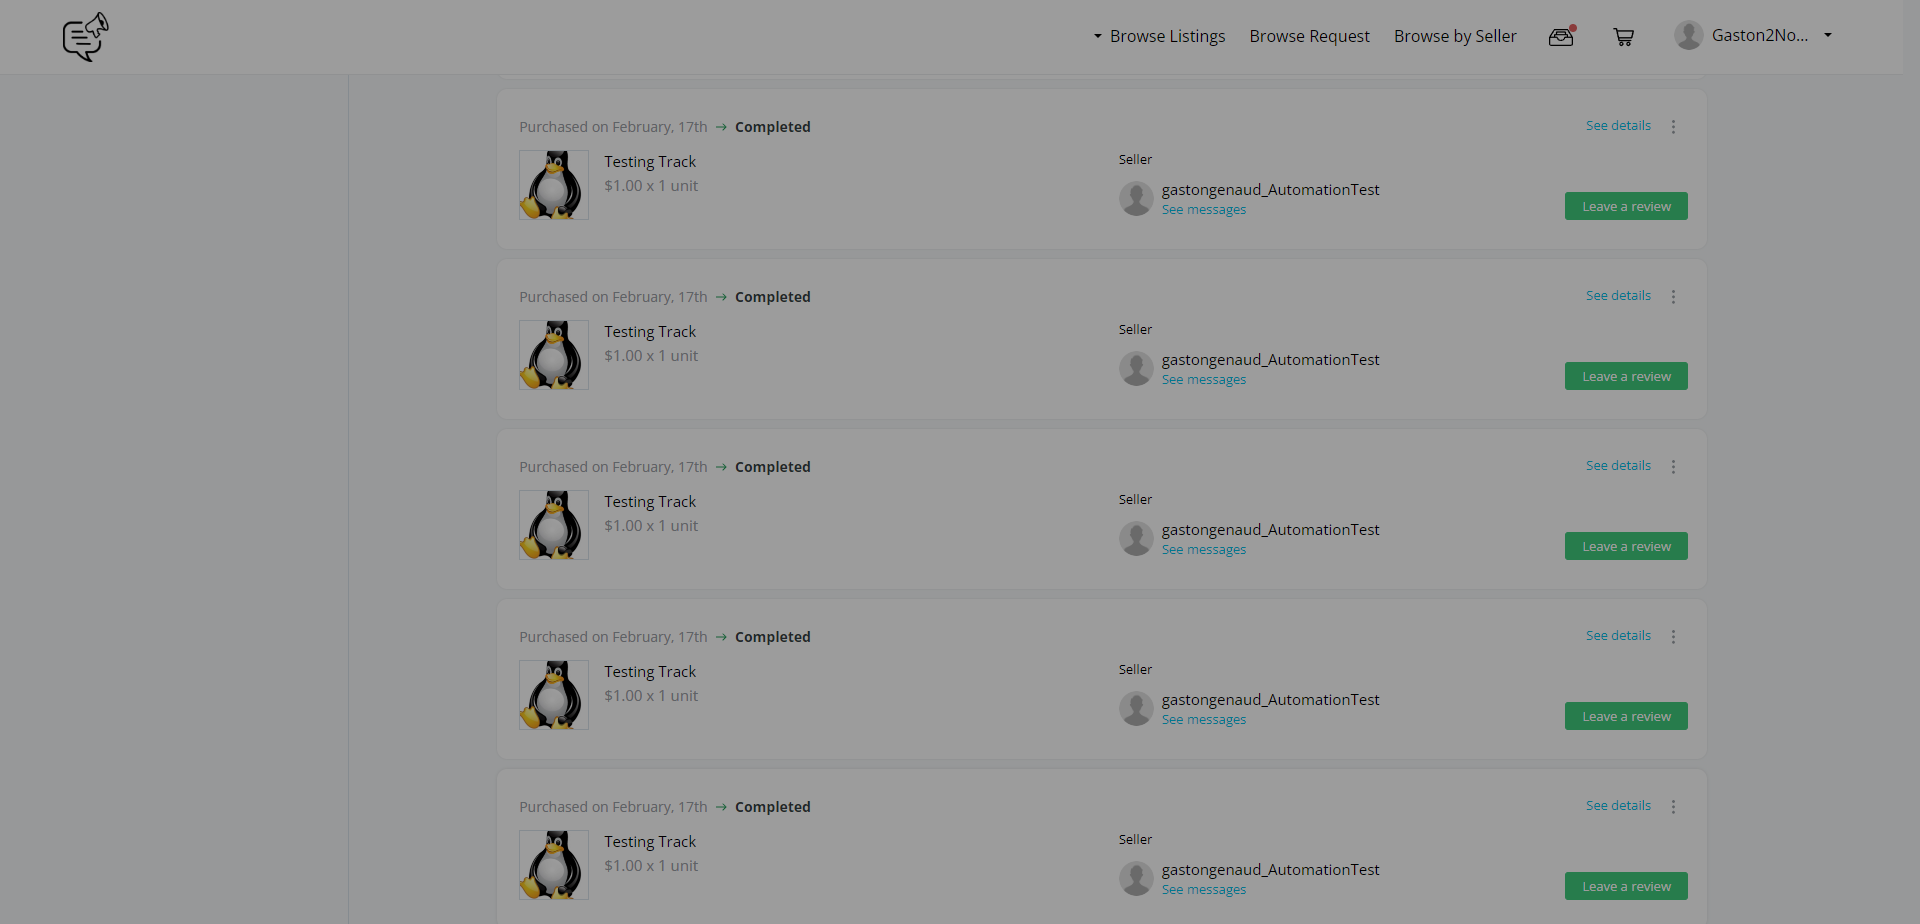 Browse Listings Browse Request Browse by Seller Gaston2No...
Purchased on February, 17th → Completed See details
Testing Track Seller
$1.00 x 1 unit gastongenaud_AutomationTest
See messages Leave a review
Purchased on February, 17th → Completed See details
Testing Track Seller
$1.00 x 1 unit gastongenaud_AutomationTest
See messages Leave a review
Purchased on February, 17th → Completed See details
Testing Track Seller
$1.00 x 1 unit gastongenaud_AutomationTest
See messages Leave a review
Purchased on February, 17th → Completed See details
Testing Track Seller
$1.00 x 1 unit gastongenaud_AutomationTest
See messages Leave a review
Purchased on February, 17th → Completed See details
Testing Track Seller
$1.00 x 1 unit gastongenaud_AutomationTest
See messages Leave a review